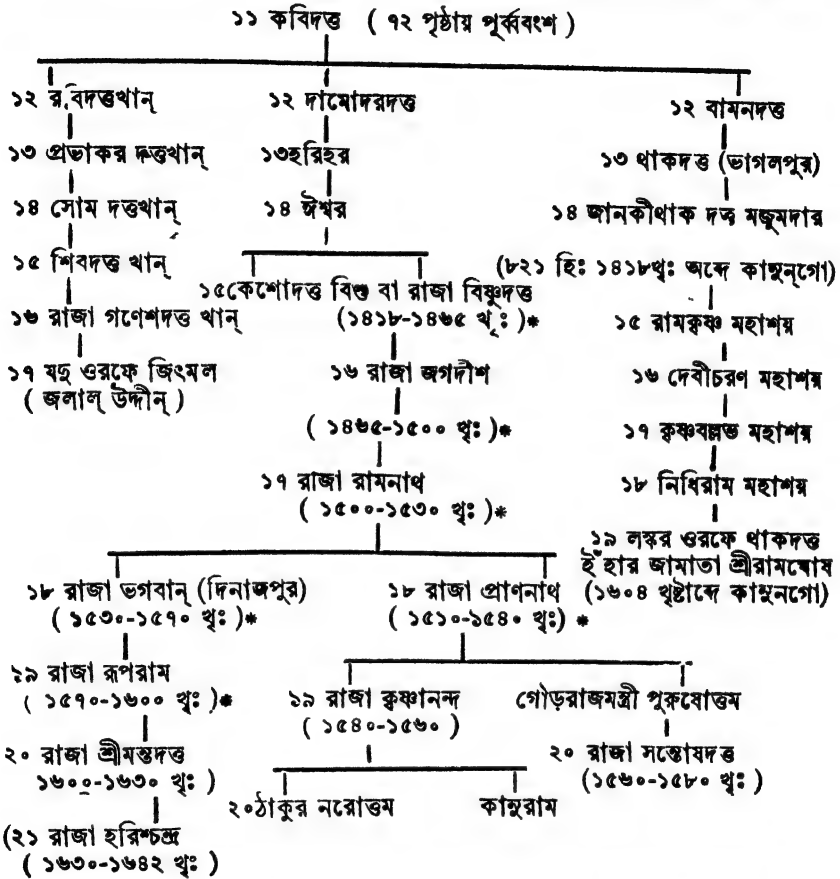 ১১ কবিদত্ত ( ৭২ পৃষ্ঠায় পূর্ব্ববংশ )
১২ রবিদত্তখান্ ১২ দামোদরদত্ত ১২ বামনদত্ত
১৩ প্রভাকর দত্তখান্ ১৩হরিহর ১৩ থাকদত্ত (ভাগলপুর)
১৪ সোম দত্তখান্ ১৪ ঈশ্বর ১৪ জানকীথাক দত্ত মজুমদার
১৫ শিবদত্ত খান্ (৮২১ হিঃ ১৪১৮খৃঃ অব্দে কানুন্‌গো)
১৫কেশোদত্ত বিশু বা রাজা বিষ্ণুদত্ত
১৬ রাজা গণেশদত্ত খান্ (১৪১৮-১৪৬৫ খৃঃ)* ১৫ রামকৃষ্ণ মহাশয়
১৭ যদু ওরফে জিৎমল ১৬ রাজা জগদীশ ১৬ দেবীচরণ মহাশয়
( জলাল্ উদ্দীন্ )
( ১৪৬৫-১৫০০ খৃঃ )* ১৭ কৃষ্ণবল্লভ মহাশয়
১৭ রাজা রামনাথ ১৮ নিধিরাম মহাশয়
( ১৫০০-১৫৩০ খৃঃ )*
১৯ লস্কর ওরফে থাকদত্ত
ইঁহার জামাতা শ্রীরামঘোষ
১৮ রাজা ভগবান্ (দিনাজপুর) ১৮ রাজা প্রাণনাথ (১৬০৪ খৃষ্টাব্দে কানুনগো)
( ১৫৩০-১৫৭০ খৃঃ )* (১৫১০-১৫৪০ খৃঃ) *
১৯ রাজা রূপরাম ১৯ রাজা কৃষ্ণানন্দ গৌড়রাজমন্ত্রী পুরুষোত্তম
( ১৫৭০-১৬০০ খৃঃ )* ( ১৫৪০-১৫৬০ )
২০ রাজা শ্রীমন্তদত্ত ২০ রাজা সন্তোষদত্ত
১৬০০-১৬৩০ খৃঃ ) (১৫৬০-১৫৮০ খৃঃ )
২০ঠাকুর নরোত্তম কানুরাম
(২১ রাজা হরিশ্চন্দ্র
( ১৬৩০-১৬৪২ খৃঃ )